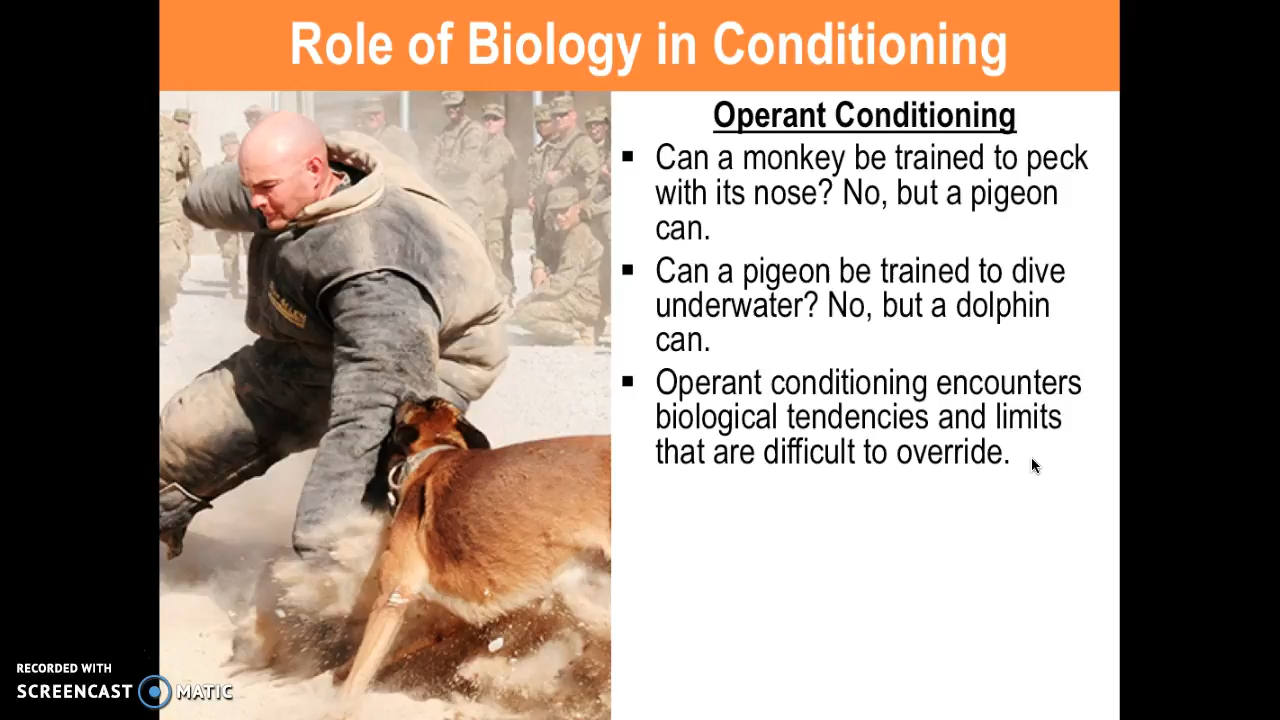 Role of Biology in Conditioning
Operant Conditioning
▪ Can a monkey be trained to peck
with its nose? No, but a pigeon
can.
▪ Can a pigeon be trained to dive
underwater? No, but a dolphin
can.
▪ Operant conditioning encounters
biological tendencies and limits
that are difficult to override.
RECORDED WITH
SCREENCAST MATIC